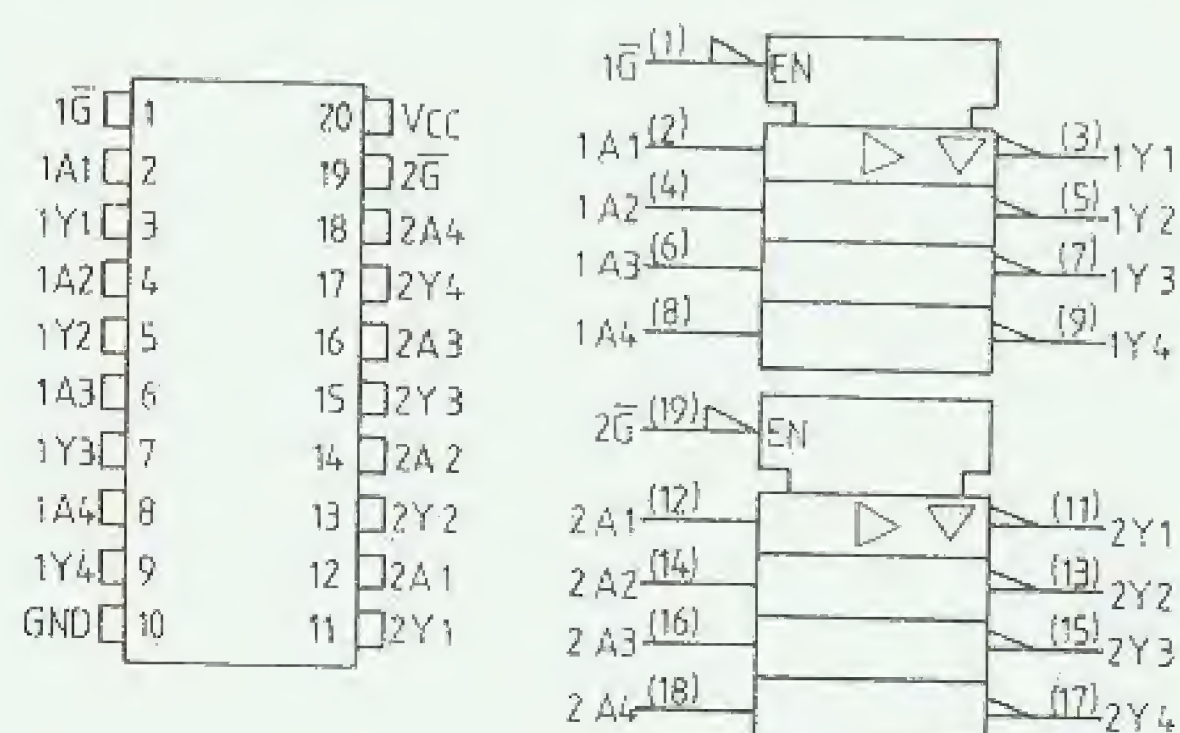 1G̅ 1 20 VCC
1A1 2 19 2G̅
1Y1 3 18 2A4
1A2 4 17 2Y4
1Y2 5 16 2A3
1A3 6 15 2Y3
1Y3 7 14 2A2
1A4 8 13 2Y2
1Y4 9 12 2A1
GND 10 11 2Y1
1G̅ (1) EN
1A1 (2) (3) 1Y1
1A2 (4) (5) 1Y2
1A3 (6) (7) 1Y3
1A4 (8) (9) 1Y4
2G̅ (19) EN
2A1 (12) (11) 2Y1
2A2 (14) (13) 2Y2
2A3 (16) (15) 2Y3
2A4 (18) (17) 2Y4